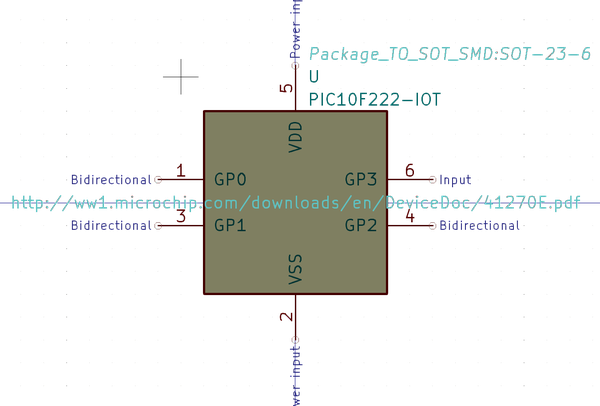 Power in
Package_TO_SOT_SMD:SOT-23-6
U
5
PIC10F222-IOT
VDD
Bidirectional 1 GP0 GP3 6 Input
http://ww1.microchip.com/downloads/en/DeviceDoc/41270E.pdf
Bidirectional 3 GP1 GP2 4 Bidirectional
VSS
2
wer input